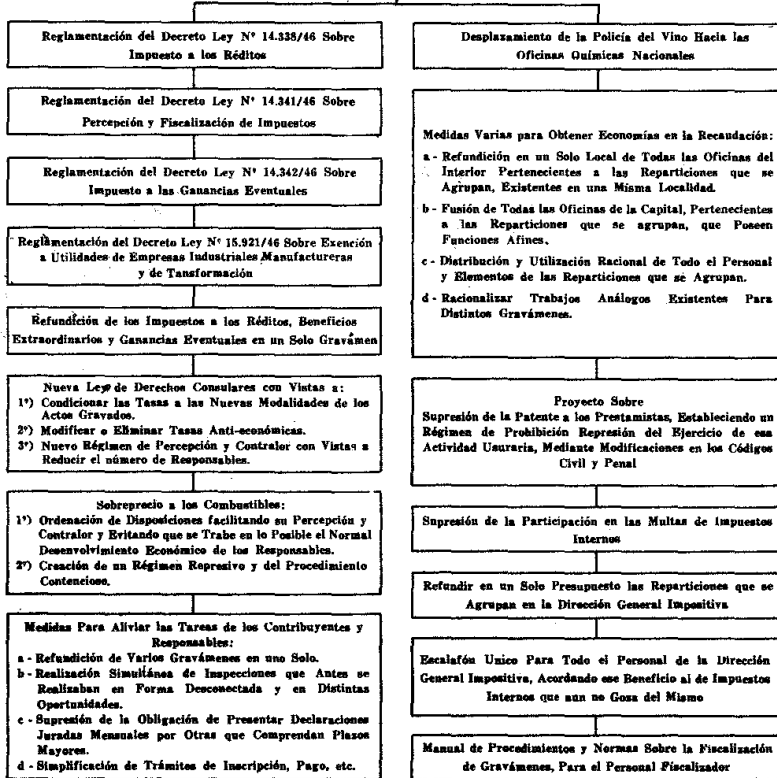 Reglamentación del Decreto Ley Nº 14.338/46 Sobre
Impuesto a los Réditos
Reglamentación del Decreto Ley Nº 14.341/46 Sobre
Percepción y Fiscalización de Impuestos
Reglamentación del Decreto Ley Nº 14.342/46 Sobre
Impuesto a las Ganancias Eventuales
Reglamentación del Decreto Ley Nº 15.921/46 Sobre Exención
a Utilidades de Empresas Industriales Manufactureras
y de Tansformación
Refundición de los Impuestos a los Réditos, Beneficios
Extraordinarios y Ganancias Eventuales en un Solo Gravámen
Nueva Ley de Derechos Consulares con Vistas a:
1º) Condicionar las Tasas a las Nuevas Modalidades de los
Actos Gravados.
2º) Modificar o Eliminar Tasas Anti-económicas.
3º) Nuevo Régimen de Percepción y Contralor con Vistas a
Reducir el número de Responsables.
Sobreprecio a los Combustibles:
1º) Ordenación de Disposiciones facilitando su Percepción y
Contralor y Evitando que se Trabe en lo Posible el Normal
Desenvolvimiento Económico de los Responsables.
2º) Creación de un Régimen Represivo y del Procedimiento
Contencioso.
Medidas Para Aliviar las Tareas de los Contribuyentes y
Responsables:
a - Refundición de Varios Gravámenes en uno Solo.
b - Realización Simultánea de Inspecciones que Antes se
Realizaban en Forma Desconectada y en Distintas
Oportunidades.
c - Supresión de la Obligación de Presentar Declaraciones
Juradas Mensuales por Otras que Comprendan Plazos
Mayores.
d - Simplificación de Trámites de Inscripción, Pago, etc.
Desplazamiento de la Policía del Vino Hacia las
Oficinas Químicas Nacionales
Medidas Varias para Obtener Economías en la Recaudación:
a - Refundición en un Solo Local de Todas las Oficinas del
Interior Pertenecientes a las Reparticiones que se
Agrupan, Existentes en una Misma Localidad.
b - Fusión de Todas las Oficinas de la Capital, Pertenecientes
a las Reparticiones que se agrupan, que Poseen
Funciones Afines.
c - Distribución y Utilización Racional de Todo el Personal
y Elementos de las Reparticiones que se Agrupan.
d - Racionalizar Trabajos Análogos Existentes Para
Distintos Gravámenes.
Proyecto Sobre
Supresión de la Patente a los Prestamistas, Estableciendo un
Régimen de Prohibición Represión del Ejercicio de esa
Actividad Usuraria, Mediante Modificaciones en los Códigos
Civil y Penal
Supresión de la Participación en las Multas de Impuestos
Internos
Refundir en un Solo Presupuesto las Reparticiones que se
Agrupan en la Dirección General Impositiva
Escalafón Unico Para Todo el Personal de la Dirección
General Impositiva, Acordando ese Beneficio al de Impuestos
Internos que aun no Goza del Mismo
Manual de Procedimientos y Normas Sobre la Fiscalización
de Gravámenes, Para el Personal Fiscalizador